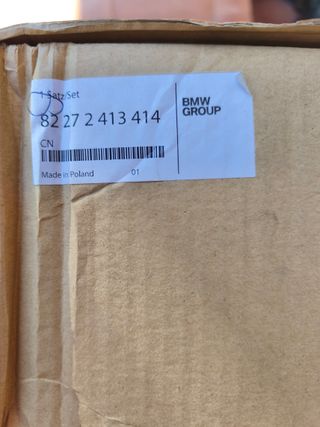 1 Satz/Set
82 27 2 413 414
CN
Made in Poland 01
BMW
GROUP